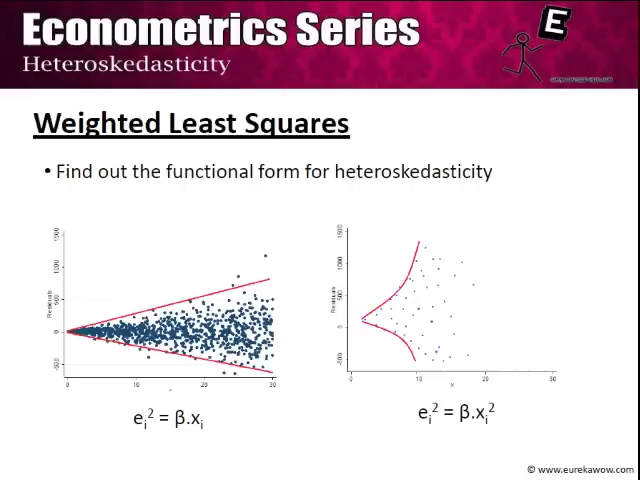 Econometrics Series
Heteroskedasticity
E
Weighted Least Squares
• Find out the functional form for heteroskedasticity
1500
1000
500
0
-500
Residuals
0 10 20 30
1500
1000
500
0
-500
Residuals
0 10 20 30
x
eᵢ² = β.xᵢ
eᵢ² = β.xᵢ²
© www.eurekawow.com